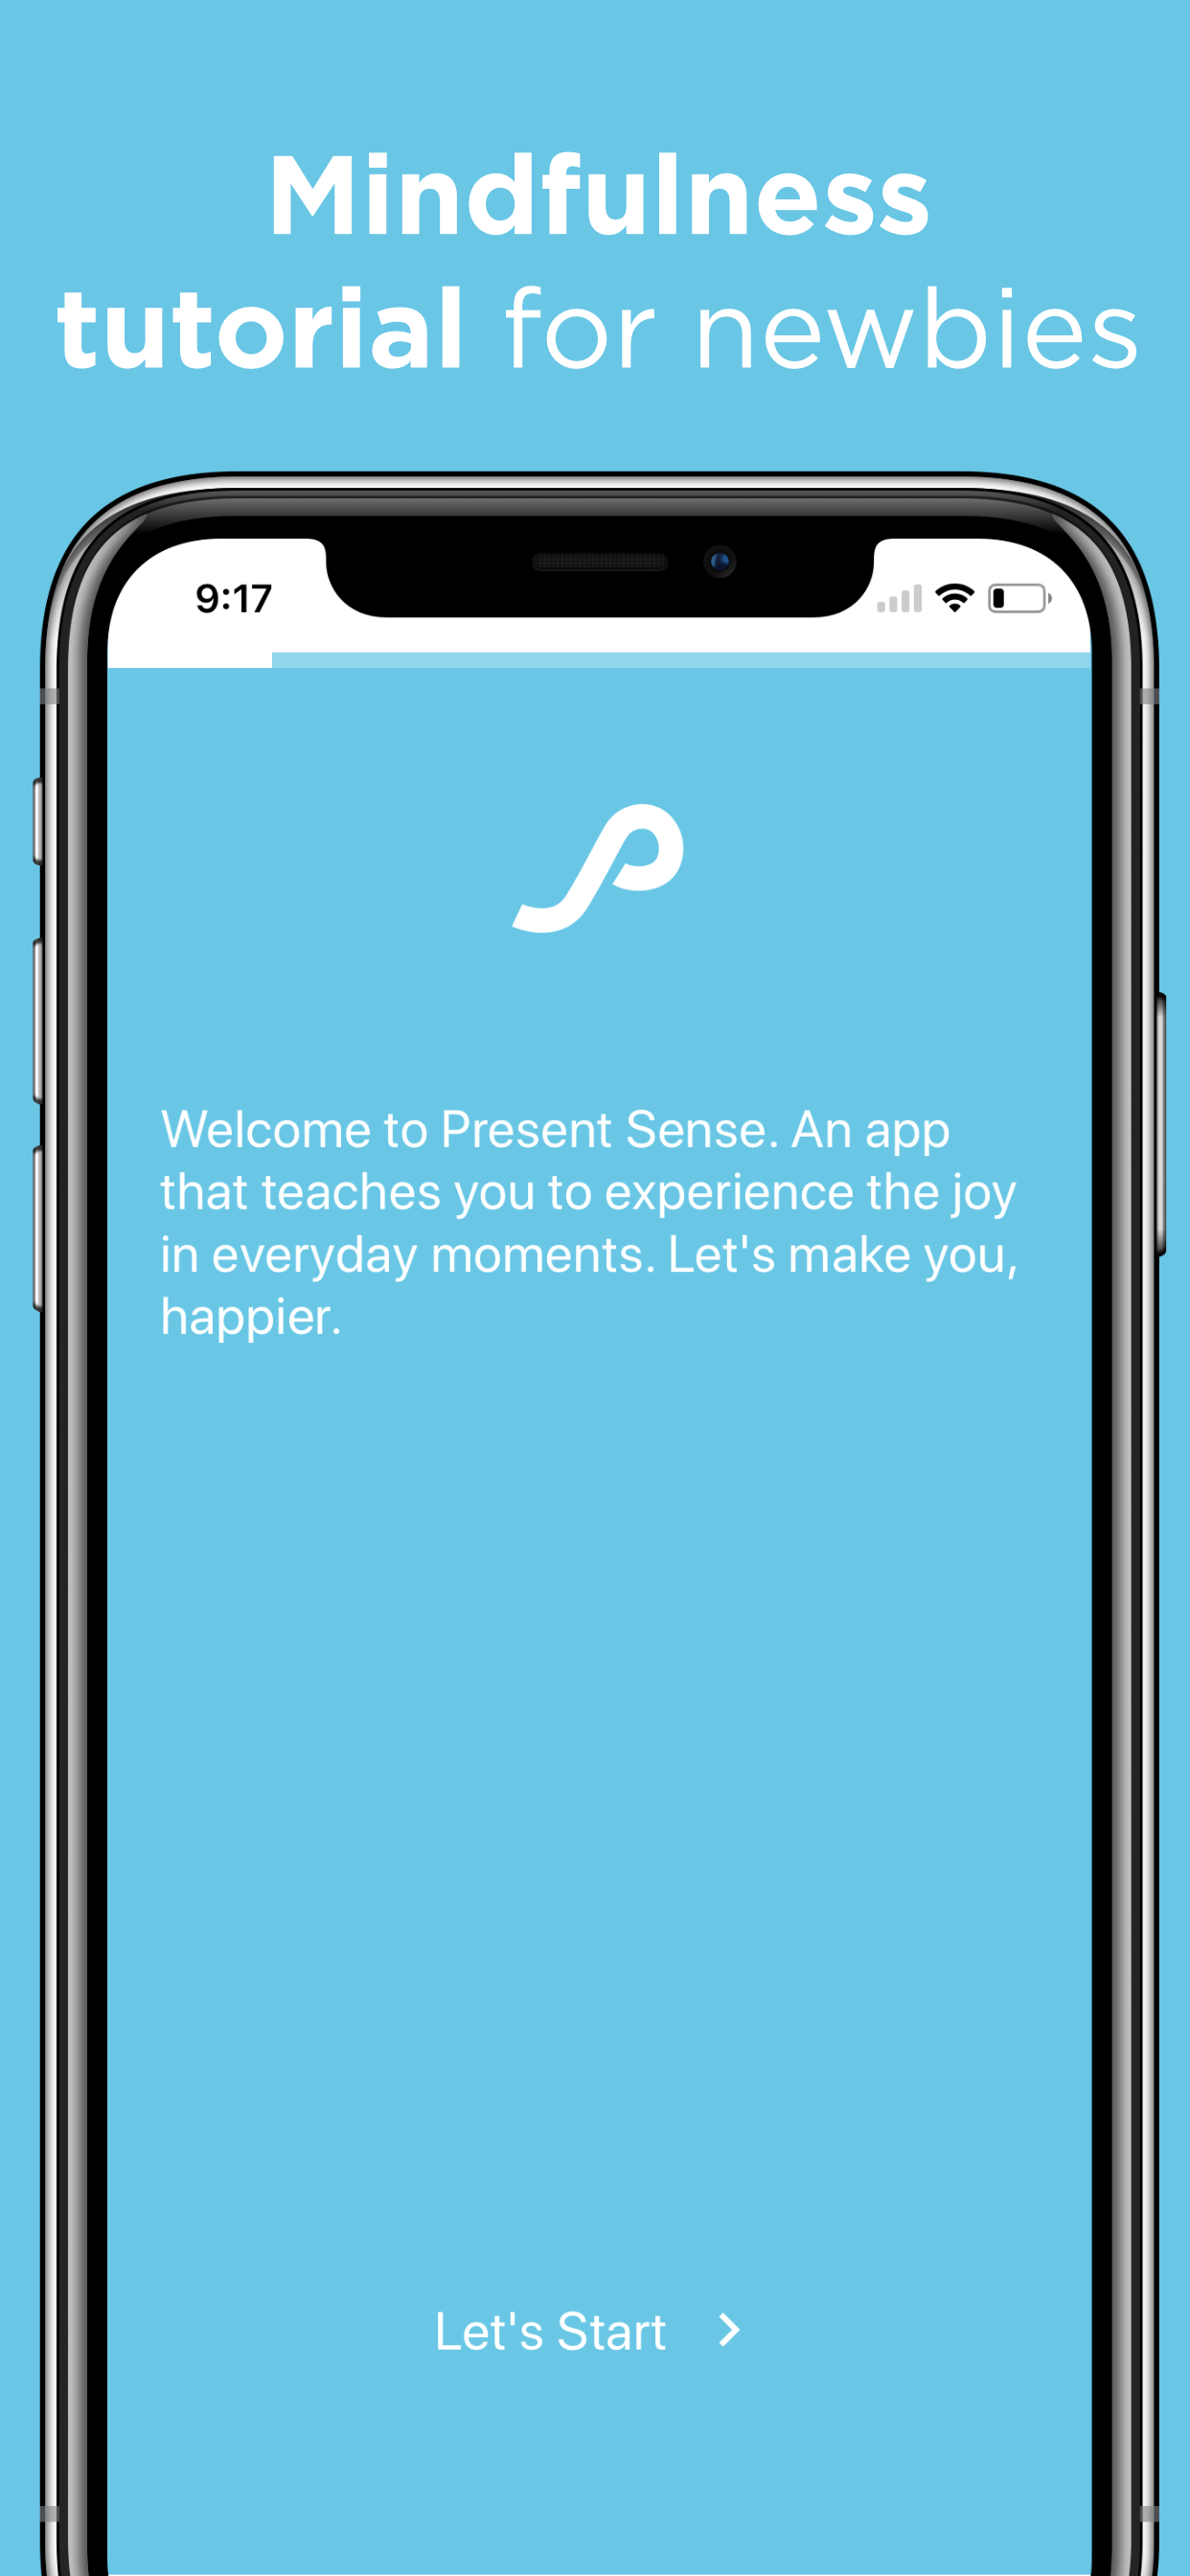 Mindfulness
tutorial for newbies
9:17
Welcome to Present Sense. An app
that teaches you to experience the joy
in everyday moments. Let's make you,
happier.
Let's Start